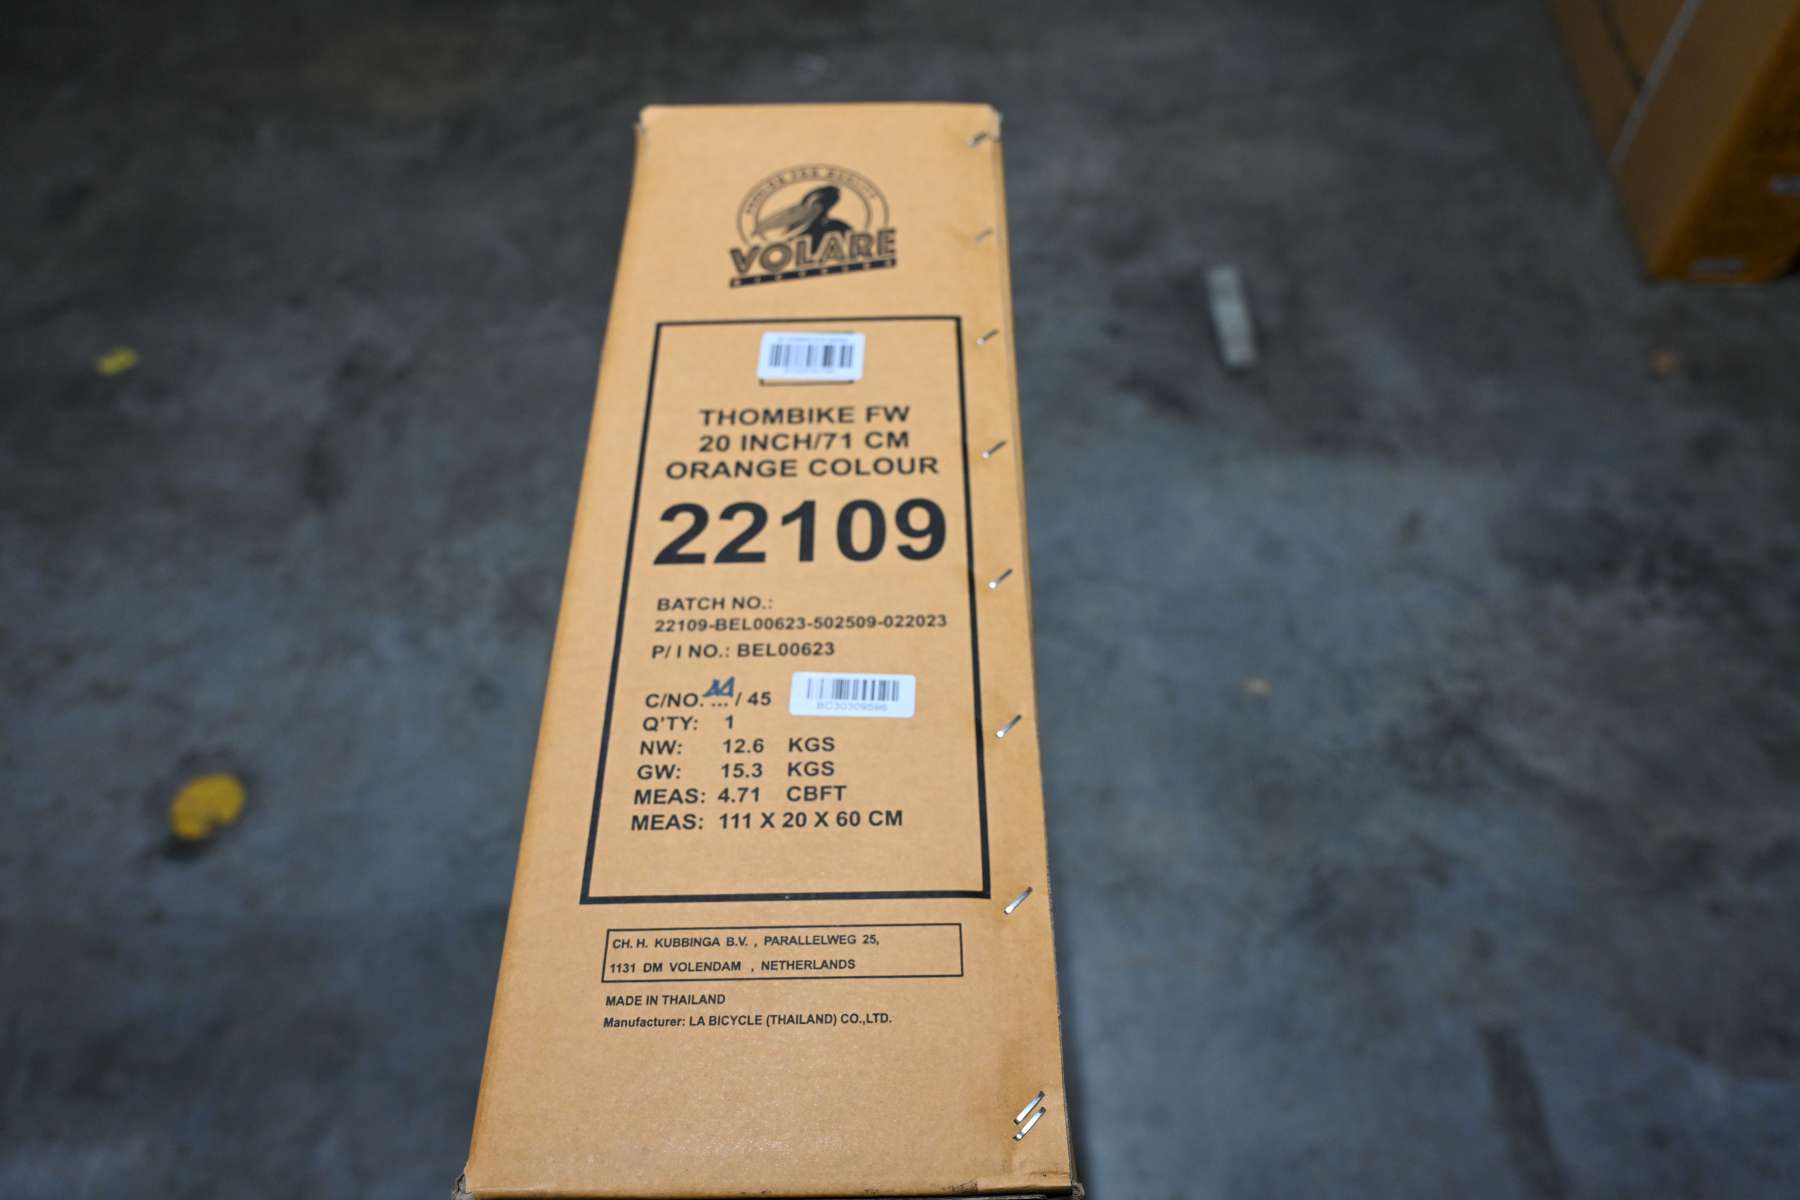 VOLARE
THOMBIKE FW
20 INCH/71 CM
ORANGE COLOUR
22109
BATCH NO.:
22109-BEL00623-502509-022023
P/ I NO.: BEL00623
C/NO. ... / 45
BC30309596
Q'TY: 1
NW: 12.6 KGS
GW: 15.3 KGS
MEAS: 4.71 CBFT
MEAS: 111 X 20 X 60 CM
CH. H. KUBBINGA B.V. , PARALLELWEG 25,
1131 DM VOLENDAM , NETHERLANDS
MADE IN THAILAND
Manufacturer: LA BICYCLE (THAILAND) CO.,LTD.